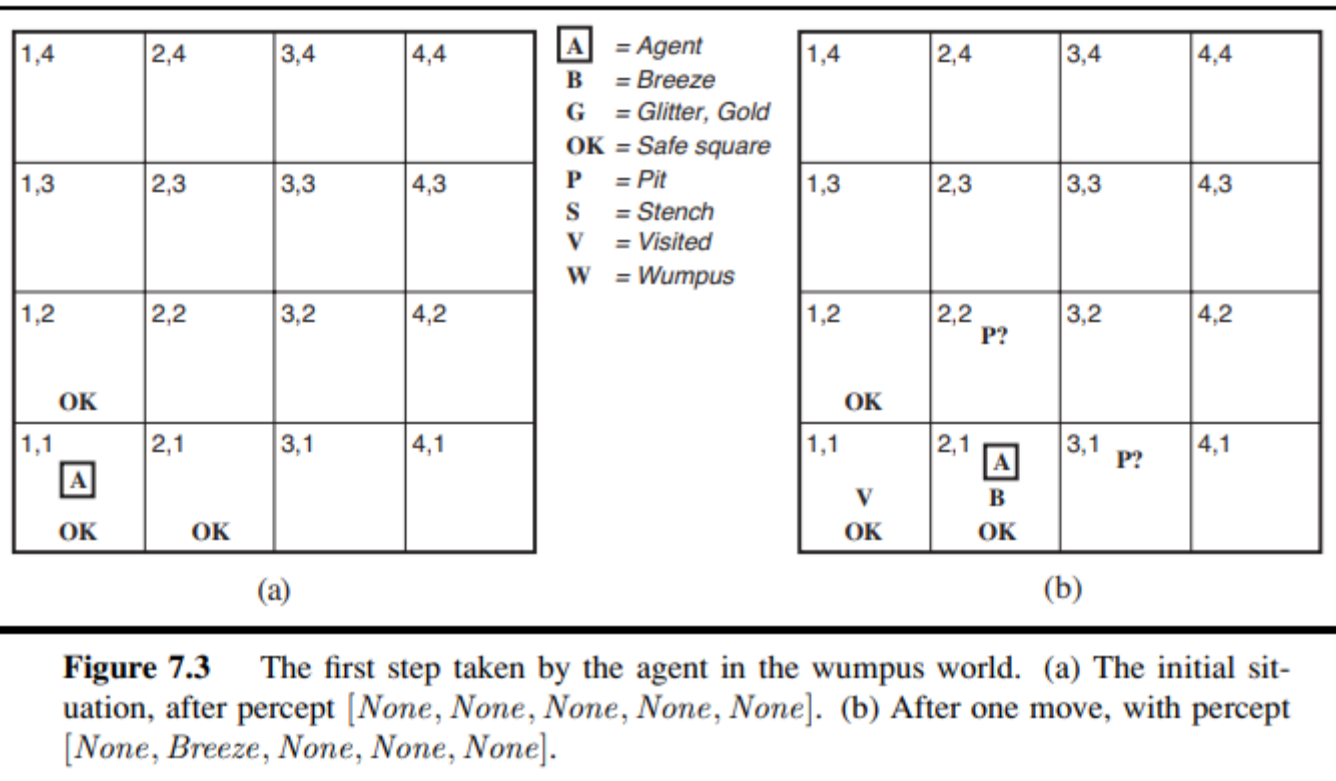 1,4 2,4 3,4 4,4
1,3 2,3 3,3 4,3
1,2 2,2 3,2 4,2
OK
1,1 2,1 3,1 4,1
A
OK OK
(a)
A = Agent
B = Breeze
G = Glitter, Gold
OK = Safe square
P = Pit
S = Stench
V = Visited
W = Wumpus
1,4 2,4 3,4 4,4
1,3 2,3 3,3 4,3
1,2 2,2 3,2 4,2
P?
OK
1,1 2,1 3,1 4,1
A P?
V B
OK OK
(b)
Figure 7.3 The first step taken by the agent in the wumpus world. (a) The initial sit-
uation, after percept [None, None, None, None, None]. (b) After one move, with percept
[None, Breeze, None, None, None].